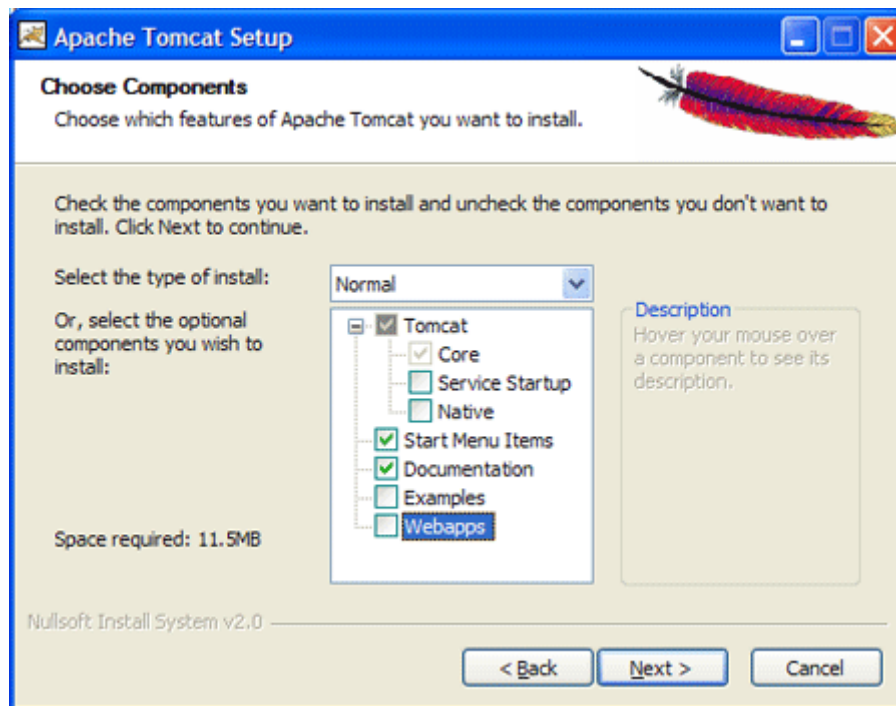 Apache Tomcat Setup
Choose Components
Choose which features of Apache Tomcat you want to install.
Check the components you want to install and uncheck the components you don't want to
install. Click Next to continue.
Select the type of install:
Normal
Or, select the optional
components you wish to
install:
Tomcat
Core
Service Startup
Native
Start Menu Items
Documentation
Examples
Webapps
Description
Hover your mouse over
a component to see its
description.
Space required: 11.5MB
Nullsoft Install System v2.0
< Back
Next >
Cancel